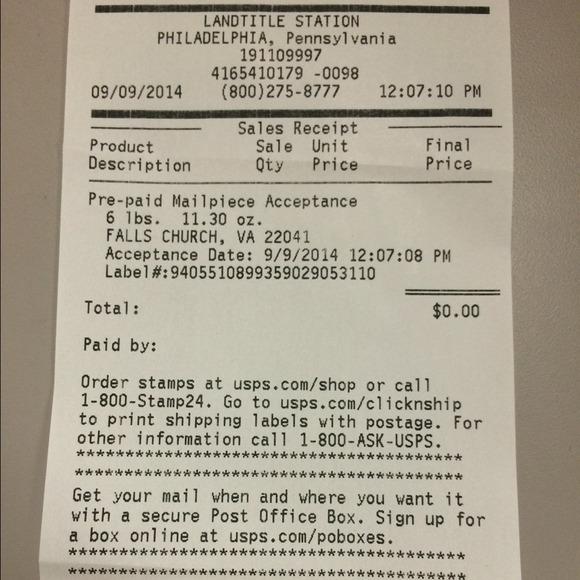 LANDTITLE STATION
PHILADELPHIA, Pennsylvania
191109997
4165410179 -0098
09/09/2014 (800)275-8777 12:07:10 PM
Sales Receipt
Product Sale Unit Final
Description Qty Price Price
Pre-paid Mailpiece Acceptance
6 lbs. 11.30 oz.
FALLS CHURCH, VA 22041
Acceptance Date: 9/9/2014 12:07:08 PM
Label#:9405510899359029053110
Total: $0.00
Paid by:
Order stamps at usps.com/shop or call
1-800-Stamp24. Go to usps.com/clicknship
to print shipping labels with postage. For
other information call 1-800-ASK-USPS.
****************************************
****************************************
Get your mail when and where you want it
with a secure Post Office Box. Sign up for
a box online at usps.com/poboxes.
****************************************
****************************************